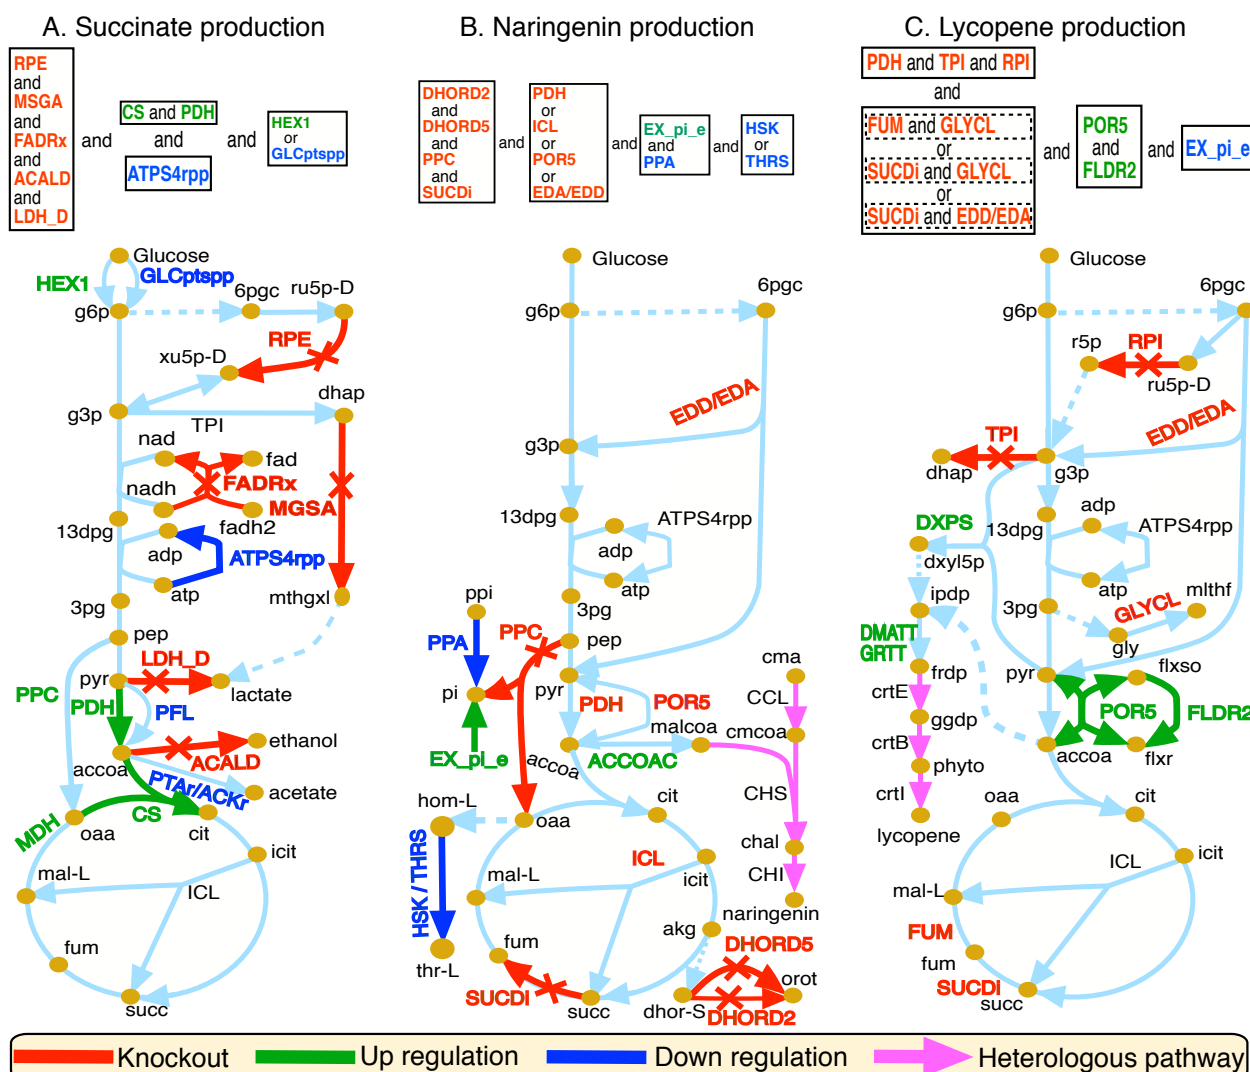 A. Succinate production
B. Naringenin production
C. Lycopene production
RPE
and
MSGA
and
FADRx
and
ACALD
and
LDH_D
and
CS and PDH
and
ATPS4rpp
and
HEX1
or
GLCptspp
DHORD2
and
DHORD5
and
PPC
and
SUCDi
and
PDH
or
ICL
or
POR5
or
EDA/EDD
and
EX_pi_e
and
PPA
and
HSK
or
THRS
PDH and TPI and RPI
and
FUM and GLYCL
or
SUCDi and GLYCL
or
SUCDi and EDD/EDA
and
POR5
and
FLDR2
and
EX_pi_e
Glucose
HEX1
GLCptspp
g6p
6pgc
ru5p-D
RPE
xu5p-D
dhap
g3p
TPI
nad
fad
nadh
FADRx
MGSA
fadh2
13dpg
adp
ATPS4rpp
atp
mthgxl
3pg
pep
LDH_D
pyr
lactate
PPC
PDH
PFL
ethanol
accoa
ACALD
PTAr/ACKr
acetate
CS
MDH
oaa
cit
icit
mal-L
ICL
fum
succ
Glucose
6pgc
g6p
EDD/EDA
g3p
13dpg
ATPS4rpp
adp
atp
ppi
3pg
PPA
PPC
pep
cma
pi
pyr
PDH
POR5
CCL
malcoa
cmcoa
EX_pi_e
accoa
ACCOAC
hom-L
oaa
cit
CHS
chal
HSK / THRS
ICL
icit
CHI
mal-L
naringenin
akg
fum
DHORD5
thr-L
orot
SUCDI
succ
dhor-S
DHORD2
Glucose
6pgc
g6p
r5p
RPI
ru5p-D
EDD/EDA
TPI
dhap
g3p
DXPS
13dpg
adp
ATPS4rpp
dxyl5p
atp
mlthf
ipdp
3pg
GLYCL
gly
DMATT
GRTT
frdp
pyr
flxso
crtE
ggdp
POR5
FLDR2
crtB
accoa
flxr
phyto
crtI
oaa
cit
lycopene
ICL
icit
mal-L
FUM
fum
SUCDI
succ
Knockout
Up regulation
Down regulation
Heterologous pathway